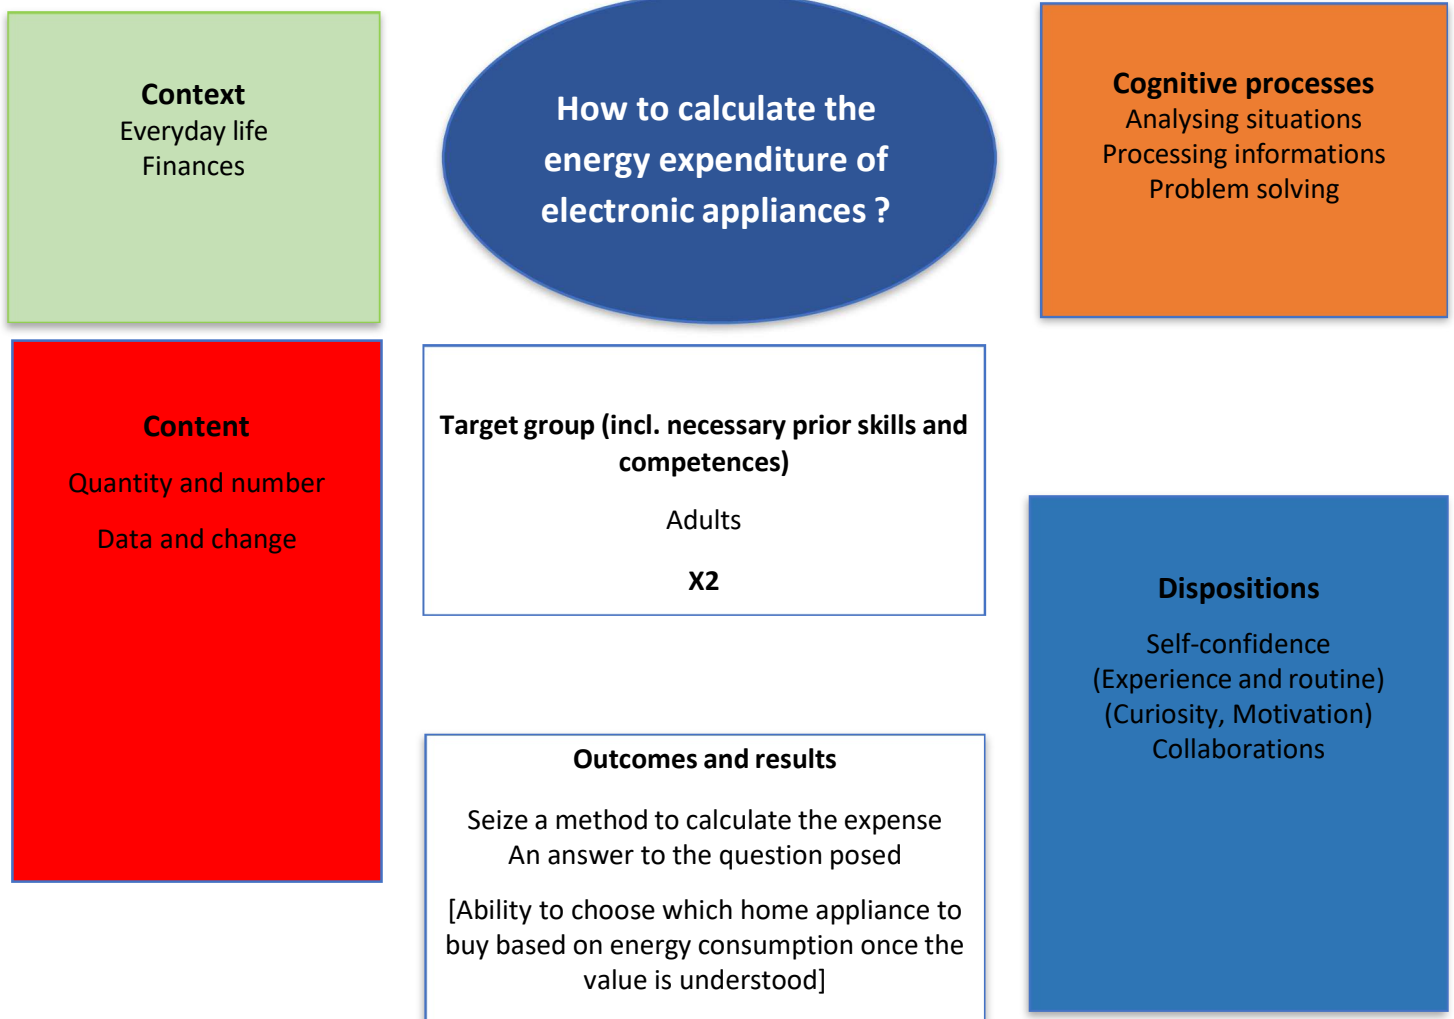 Context
Everyday life
Finances
How to calculate the
energy expenditure of
electronic appliances ?
Cognitive processes
Analysing situations
Processing informations
Problem solving
Content
Quantity and number
Data and change
Target group (incl. necessary prior skills and
competences)
Adults
X2
Dispositions
Self-confidence
(Experience and routine)
(Curiosity, Motivation)
Collaborations
Outcomes and results
Seize a method to calculate the expense
An answer to the question posed
[Ability to choose which home appliance to
buy based on energy consumption once the
value is understood]